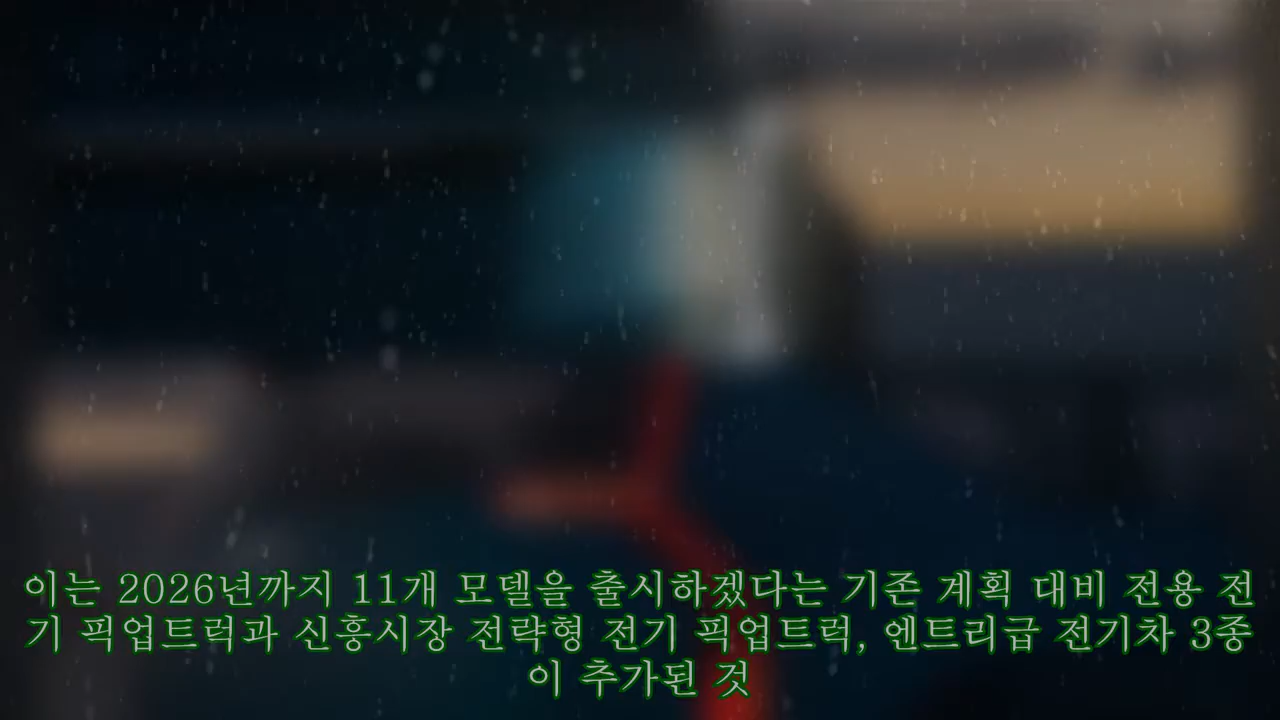 이는 2026년까지 11개 모델을 출시하겠다는 기존 계획 대비 전용 전
기 픽업트럭과 신흥시장 전략형 전기 픽업트럭, 엔트리급 전기차 3종
이 추가된 것